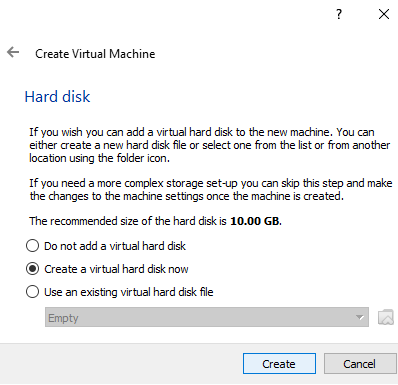 ?
Create Virtual Machine
Hard disk
If you wish you can add a virtual hard disk to the new machine. You can
either create a new hard disk file or select one from the list or from another
location using the folder icon.
If you need a more complex storage set-up you can skip this step and make
the changes to the machine settings once the machine is created.
The recommended size of the hard disk is 10.00 GB.
Do not add a virtual hard disk
Create a virtual hard disk now
Use an existing virtual hard disk file
Empty
Create Cancel